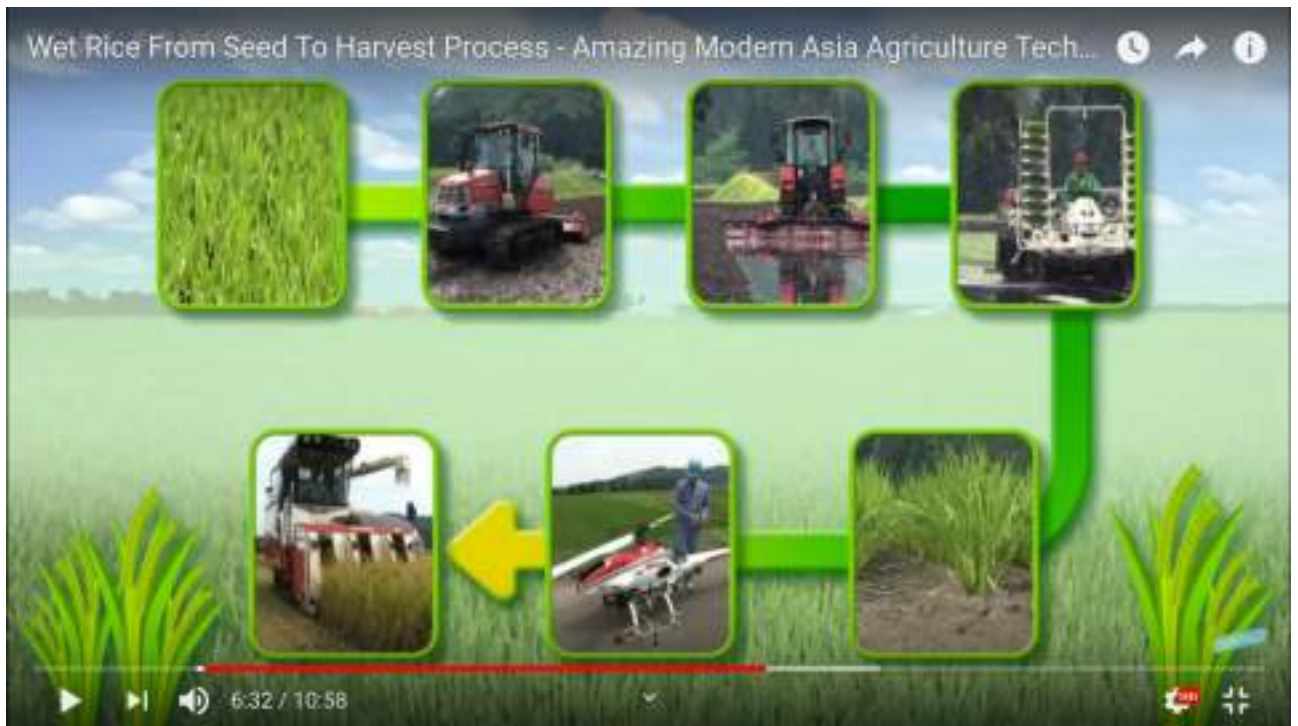 Wet Rice From Seed To Harvest Process - Amazing Modern Asia Agriculture Tech...
6:32 / 10:58